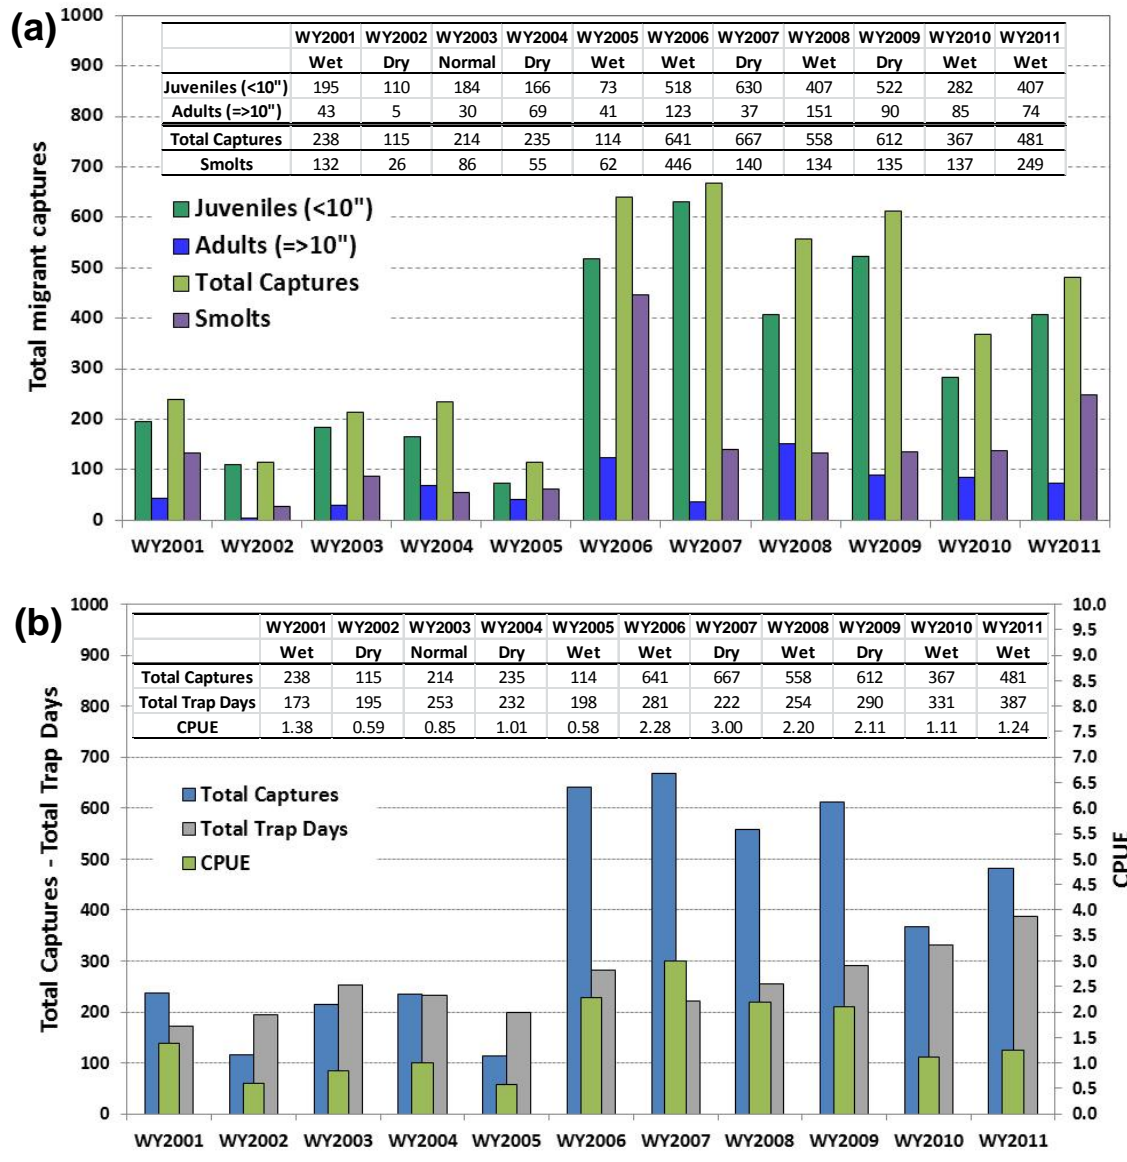 (a)
1000
900
800
700
600
500
400
300
200
100
0
Total migrant captures
WY2001 WY2002 WY2003 WY2004 WY2005 WY2006 WY2007 WY2008 WY2009 WY2010 WY2011
Wet Dry Normal Dry Wet Wet Dry Wet Dry Wet Wet
Juveniles (<10") 195 110 184 166 73 518 630 407 522 282 407
Adults (=>10") 43 5 30 69 41 123 37 151 90 85 74
Total Captures 238 115 214 235 114 641 667 558 612 367 481
Smolts 132 26 86 55 62 446 140 134 135 137 249
Juveniles (<10")
Adults (=>10")
Total Captures
Smolts
WY2001 WY2002 WY2003 WY2004 WY2005 WY2006 WY2007 WY2008 WY2009 WY2010 WY2011
(b)
1000
900
800
700
600
500
400
300
200
100
0
Total Captures - Total Trap Days
WY2001 WY2002 WY2003 WY2004 WY2005 WY2006 WY2007 WY2008 WY2009 WY2010 WY2011
Wet Dry Normal Dry Wet Wet Dry Wet Dry Wet Wet
Total Captures 238 115 214 235 114 641 667 558 612 367 481
Total Trap Days 173 195 253 232 198 281 222 254 290 331 387
CPUE 1.38 0.59 0.85 1.01 0.58 2.28 3.00 2.20 2.11 1.11 1.24
Total Captures
Total Trap Days
CPUE
10.0
9.5
9.0
8.5
8.0
7.5
7.0
6.5
6.0
5.5
5.0
4.5
4.0
3.5
3.0
2.5
2.0
1.5
1.0
0.5
0.0
CPUE
WY2001 WY2002 WY2003 WY2004 WY2005 WY2006 WY2007 WY2008 WY2009 WY2010 WY2011